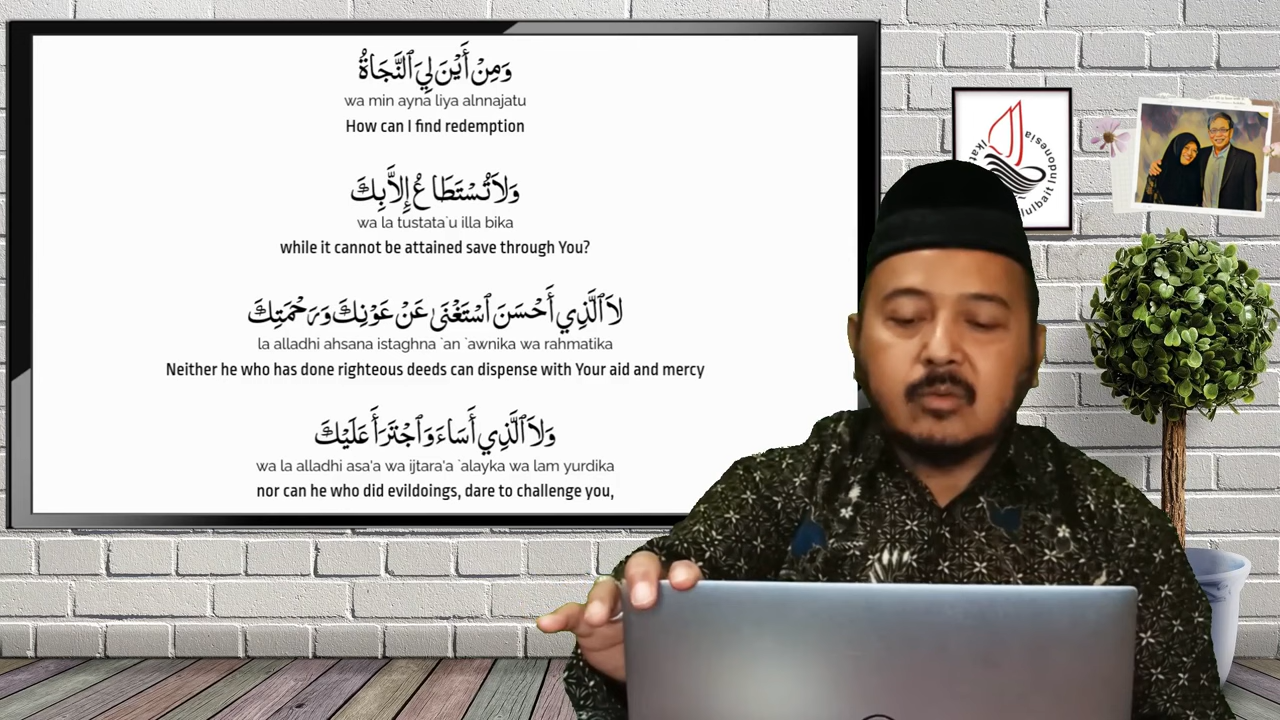 وَمِنْ أَيْنَ لِيَ ٱلنَّجَاةُ
wa min ayna liya alnnajatu
How can I find redemption
وَلاَ تُسْتَطَاعُ إِلاَّ بِكَ
wa la tustata`u illa bika
while it cannot be attained save through You?
لاَ ٱلَّذِي أَحْسَنَ ٱسْتَغْنَىٰ عَنْ عَوْنِكَ وَرَحْمَتِكَ
la alladhi ahsana istaghna `an `awnika wa rahmatika
Neither he who has done righteous deeds can dispense with Your aid and mercy
وَلاَ ٱلَّذِي أَسَاءَ وَٱجْتَرَأَ عَلَيْكَ
wa la alladhi asa'a wa ijtara'a `alayka wa lam yurdika
nor can he who did evildoings, dare to challenge you,
Indonesia